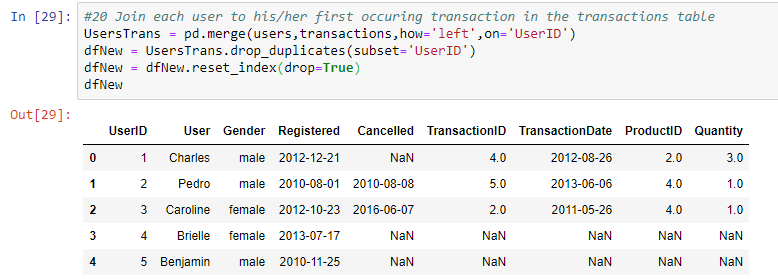 In [29]: #20 Join each user to his/her first occuring transaction in the transactions table
UsersTrans = pd.merge(users,transactions,how='left',on='UserID')
dfNew = UsersTrans.drop_duplicates(subset='UserID')
dfNew = dfNew.reset_index(drop=True)
dfNew
Out[29]:
UserID User Gender Registered Cancelled TransactionID TransactionDate ProductID Quantity
0 1 Charles male 2012-12-21 NaN 4.0 2012-08-26 2.0 3.0
1 2 Pedro male 2010-08-01 2010-08-08 5.0 2013-06-06 4.0 1.0
2 3 Caroline female 2012-10-23 2016-06-07 2.0 2011-05-26 4.0 1.0
3 4 Brielle female 2013-07-17 NaN NaN NaN NaN NaN
4 5 Benjamin male 2010-11-25 NaN NaN NaN NaN NaN